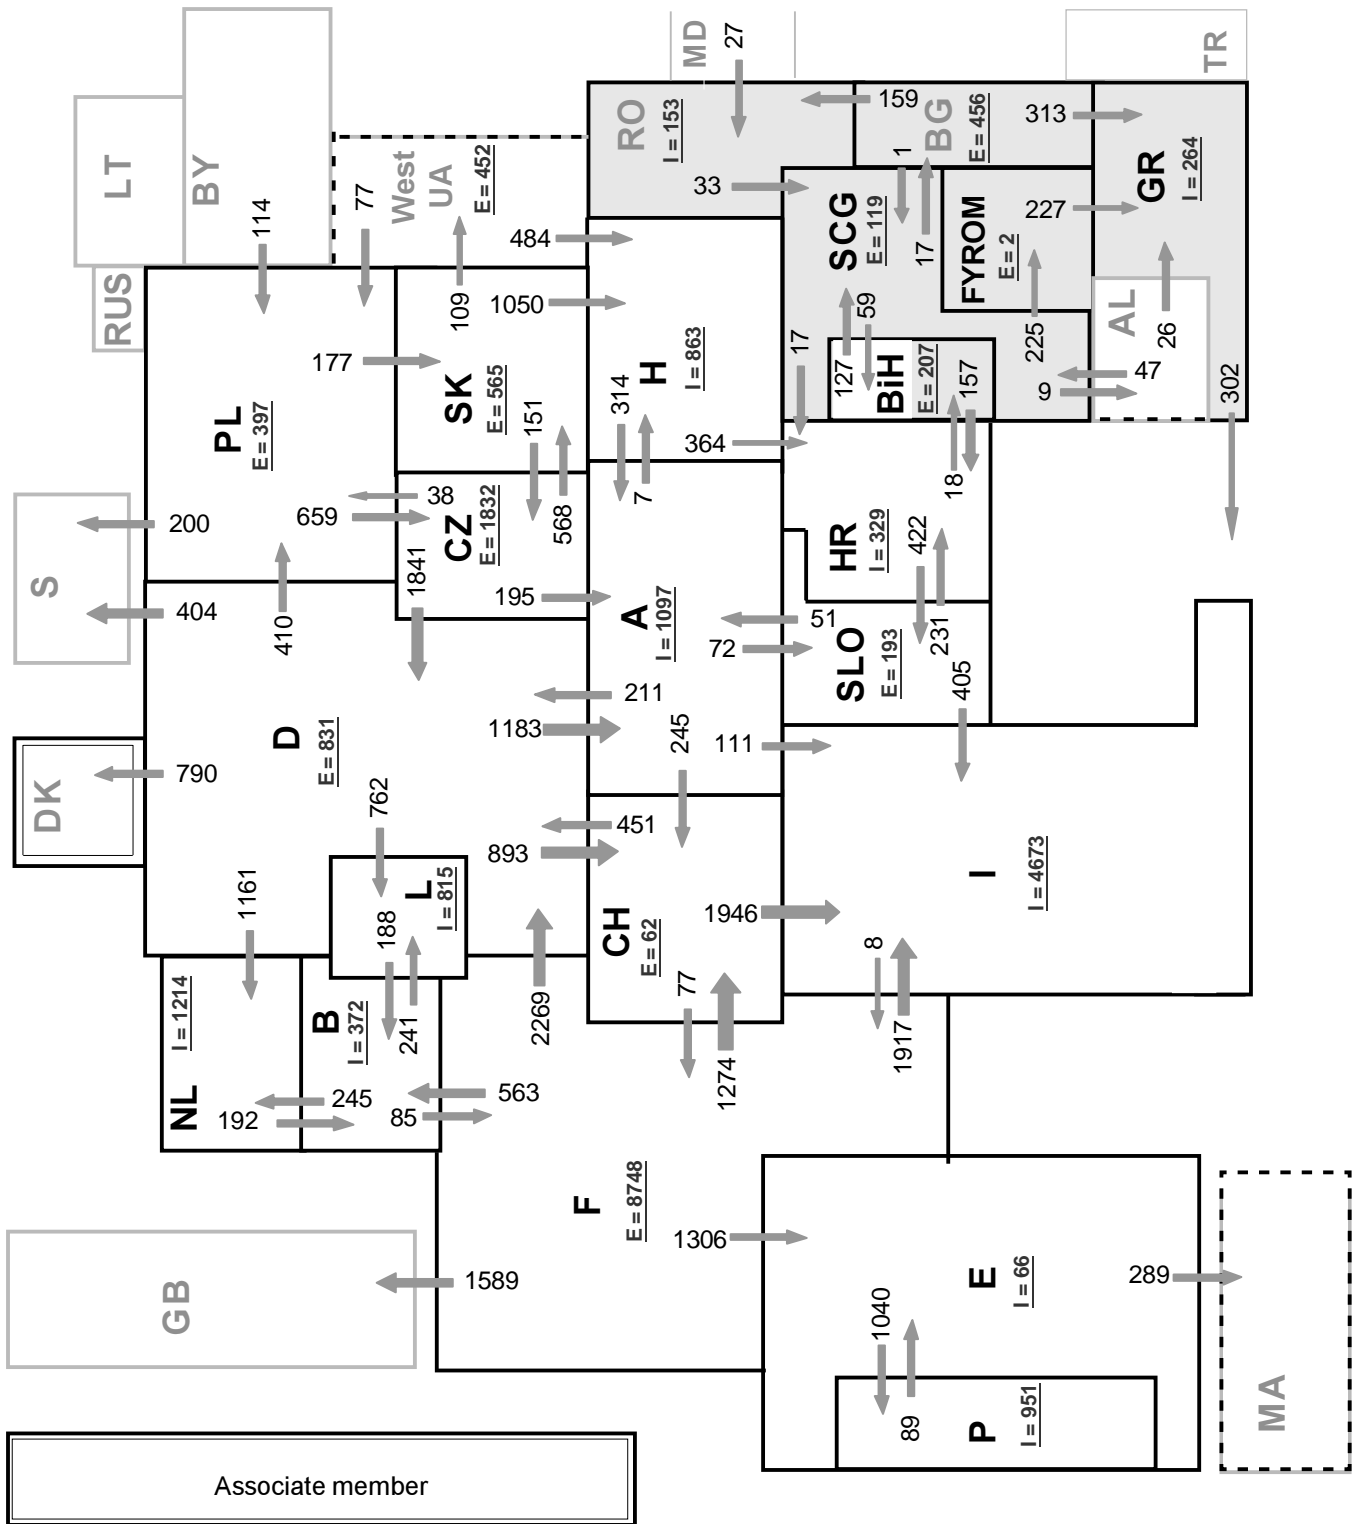 MD
27
TR
LT
BY
RO
I = 153
159
BG
E = 456
313
GR
I = 264
West
UA
E = 452
77
114
33
1
SCG
E = 119
17
FYROM
E = 2
227
484
RUS
109
1050
H
I = 863
59
17
127
BiH
E = 207
157
225
AL
26
47
9
302
177
SK
E = 565
PL
E = 397
151
314
364
7
18
38
CZ
E = 1832
568
659
200
S
404
410
1841
195
A
I = 1097
HR
I = 329
422
231
51
72
SLO
E = 193
405
211
1183
D
E = 831
245
111
790
DK
762
451
893
L
I = 815
188
1161
I
I = 4673
1946
CH
E = 62
8
77
1917
I = 1214
NL
B
I = 372
241
2269
1274
563
85
245
192
F
E = 8748
1306
GB
1589
E
I = 66
289
1040
89
P
I = 951
MA
Associate member